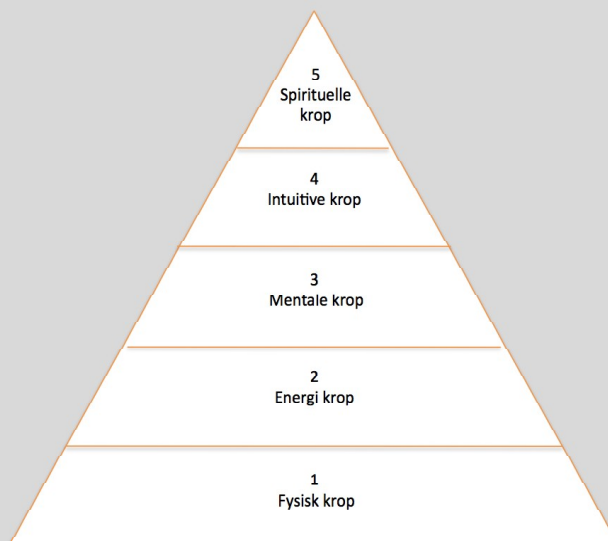 5
Spirituelle
krop
4
Intuitive krop
3
Mentale krop
2
Energi krop
1
Fysisk krop